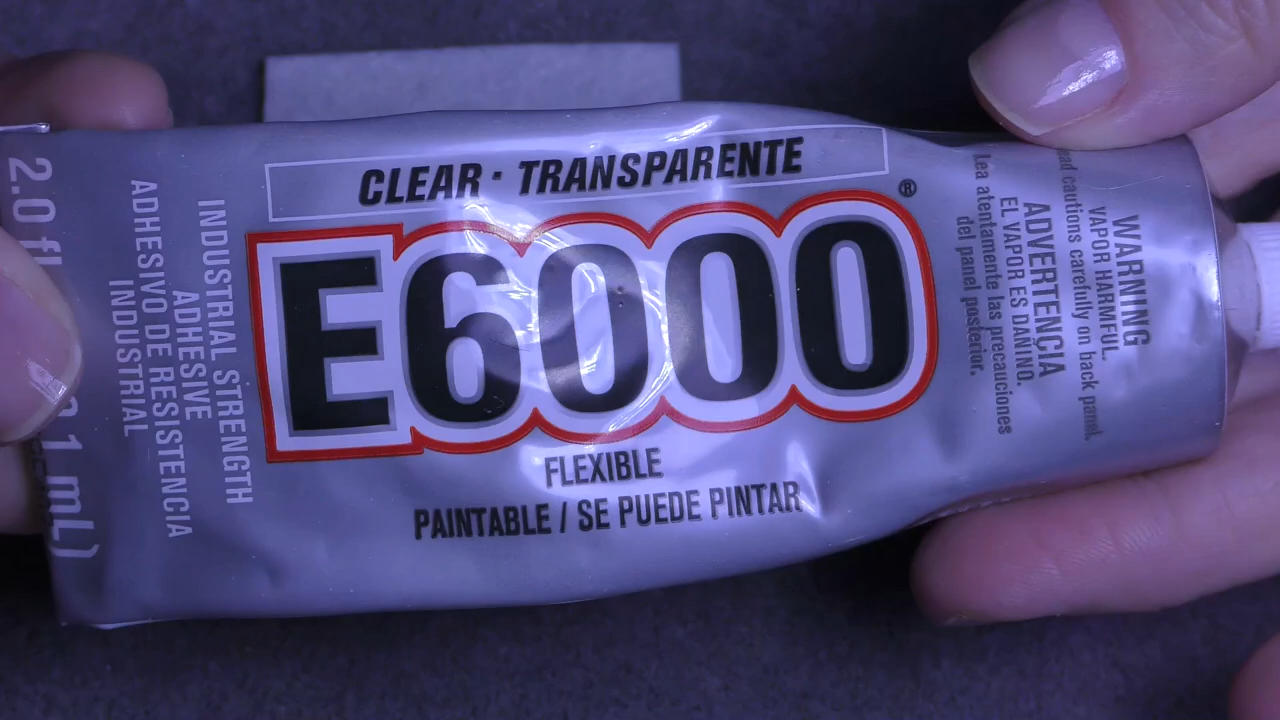 CLEAR · TRANSPARENTE
E6000®
FLEXIBLE
PAINTABLE / SE PUEDE PINTAR
2.0 fl
1 mL)
INDUSTRIAL STRENGTH
ADHESIVE
ADHESIVO DE RESISTENCIA
INDUSTRIAL
WARNING
VAPOR HARMFUL.
cautions carefully on back panel.
ADVERTENCIA
EL VAPOR ES DAÑINO.
Lea atentamente las precauciones
del panel posterior.